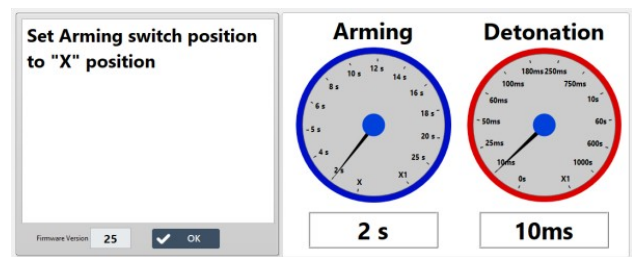 Set Arming switch position
to "X" position
Firmware Version 25 OK
Arming
X
2 s
4 s
5 s
6 s
8 s
10 s
12 s
14 s
16 s
18 s
20 s
25 s
X1
2 s
Detonation
0s
10ms
25ms
50ms
60ms
100ms
180ms
250ms
750ms
10s
60s
600s
1000s
X1
10ms